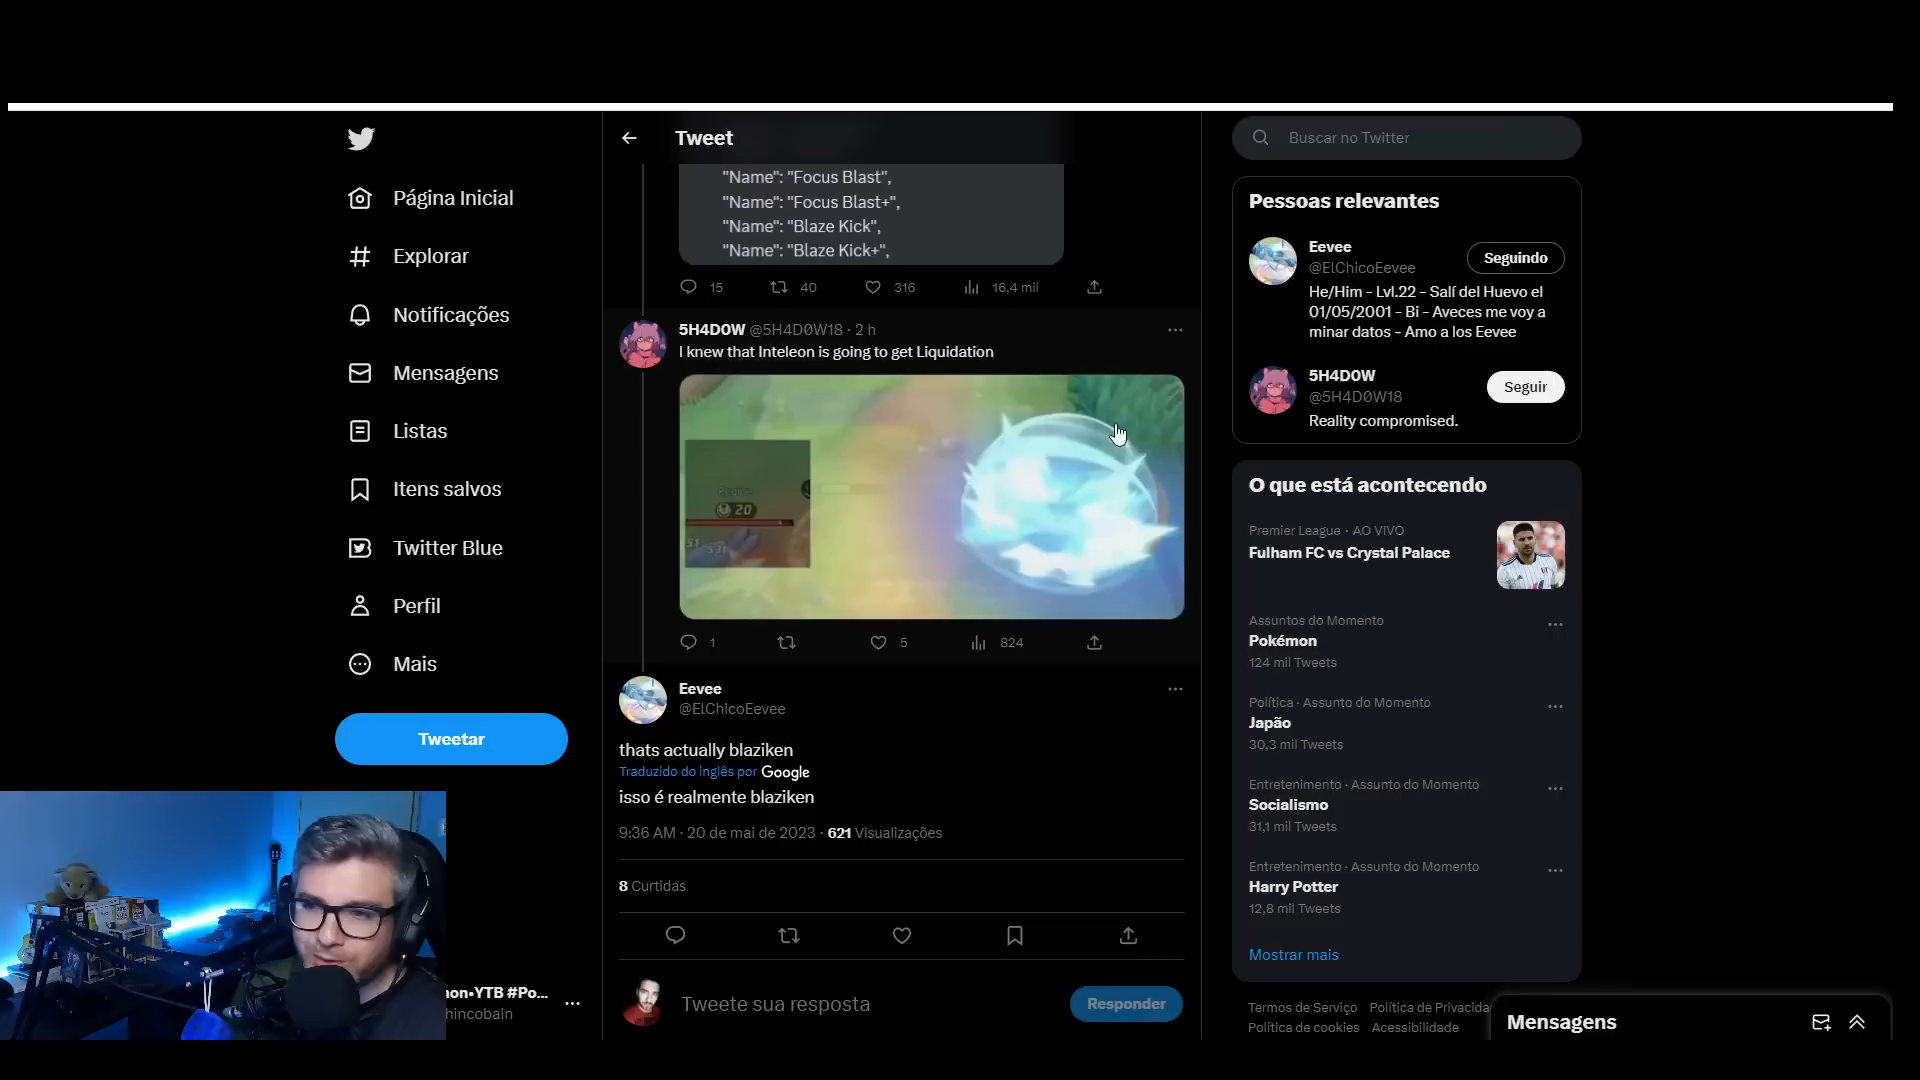 Tweet
Buscar no Twitter
Página Inicial
Explorar
Notificações
Mensagens
Listas
Itens salvos
Twitter Blue
Perfil
Mais
Tweetar
on•YTB #Po...
hincobain
"Name": "Focus Blast",
"Name": "Focus Blast+",
"Name": "Blaze Kick",
"Name": "Blaze Kick+",
15 40 316 16,4 mil
5H4D0W @5H4D0W18 · 2 h
I knew that Inteleon is going to get Liquidation
20
1 5 824
Eevee
@ElChicoEevee
thats actually blaziken
Traduzido do inglês por Google
isso é realmente blaziken
9:36 AM · 20 de mai de 2023 · 621 Visualizações
8 Curtidas
Tweete sua resposta
Responder
Pessoas relevantes
Eevee
@ElChicoEevee
Seguindo
He/Him - Lvl.22 - Salí del Huevo el
01/05/2001 - Bi - Aveces me voy a
minar datos - Amo a los Eevee
5H4D0W
@5H4D0W18
Seguir
Reality compromised.
O que está acontecendo
Premier League · AO VIVO
Fulham FC vs Crystal Palace
Assuntos do Momento
Pokémon
124 mil Tweets
Política · Assunto do Momento
Japão
30,3 mil Tweets
Entretenimento · Assunto do Momento
Socialismo
31,1 mil Tweets
Entretenimento · Assunto do Momento
Harry Potter
12,8 mil Tweets
Mostrar mais
Termos de Serviço Política de Privacida
Política de cookies Acessibilidade
Mensagens